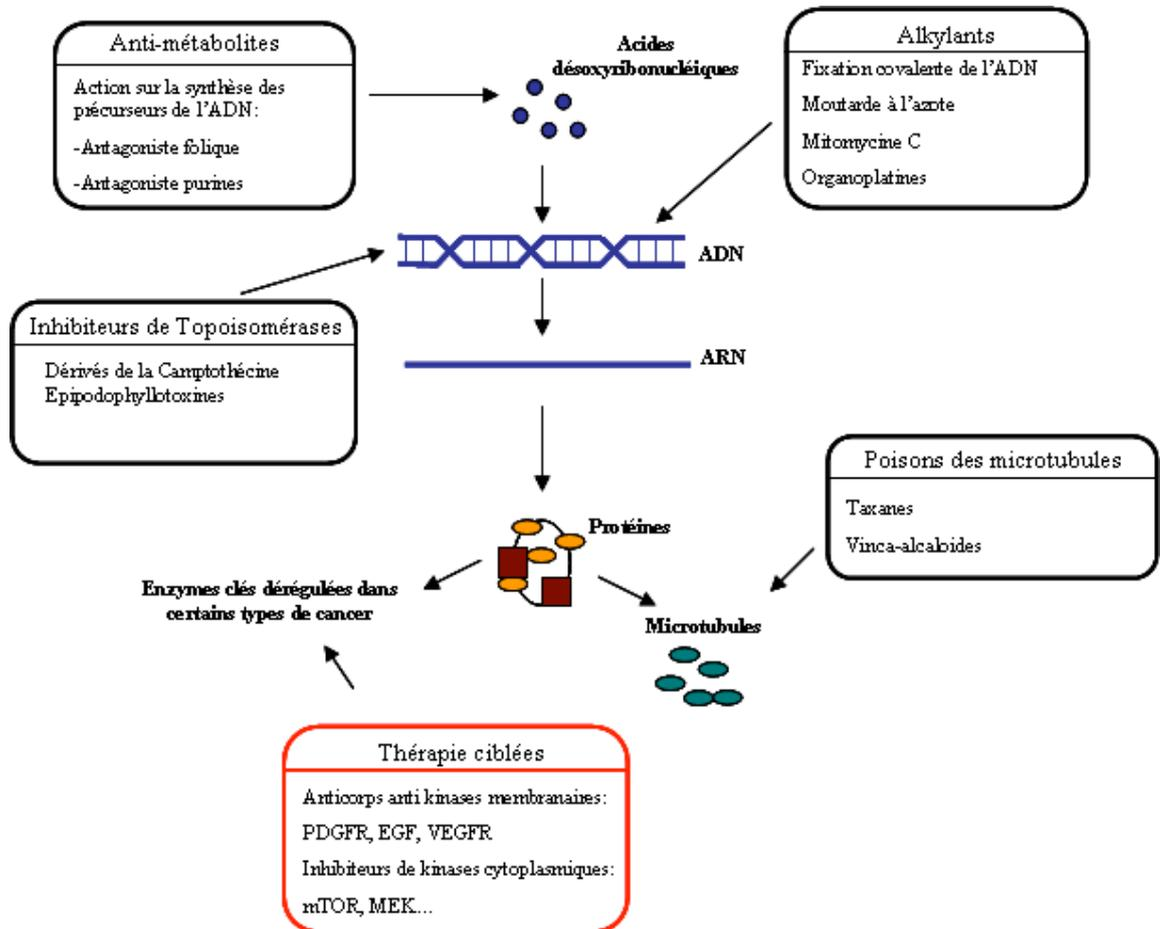 Anti-métabolites
Action sur la synthèse des
précurseurs de l'ADN:
-Antagoniste folique
-Antagoniste purines
Acides
désoxyribonucléiques
Alkylants
Fixation covalente de l'ADN
Moutarde à l'azote
Mitomycine C
Organoplatines
ADN
Inhibiteurs de Topoisomérases
Dérivés de la Camptothécine
Epipodophyllotoxines
ARN
Poisons des microtubules
Taxanes
Vinca-alcaloides
Protéines
Enzymes clés dérégulées dans
certains types de cancer
Microtubules
Thérapie ciblées
Anticorps anti kinases membranaires:
PDGFR, EGF, VEGFR
Inhibiteurs de kinases cytoplasmiques:
mTOR, MEK...